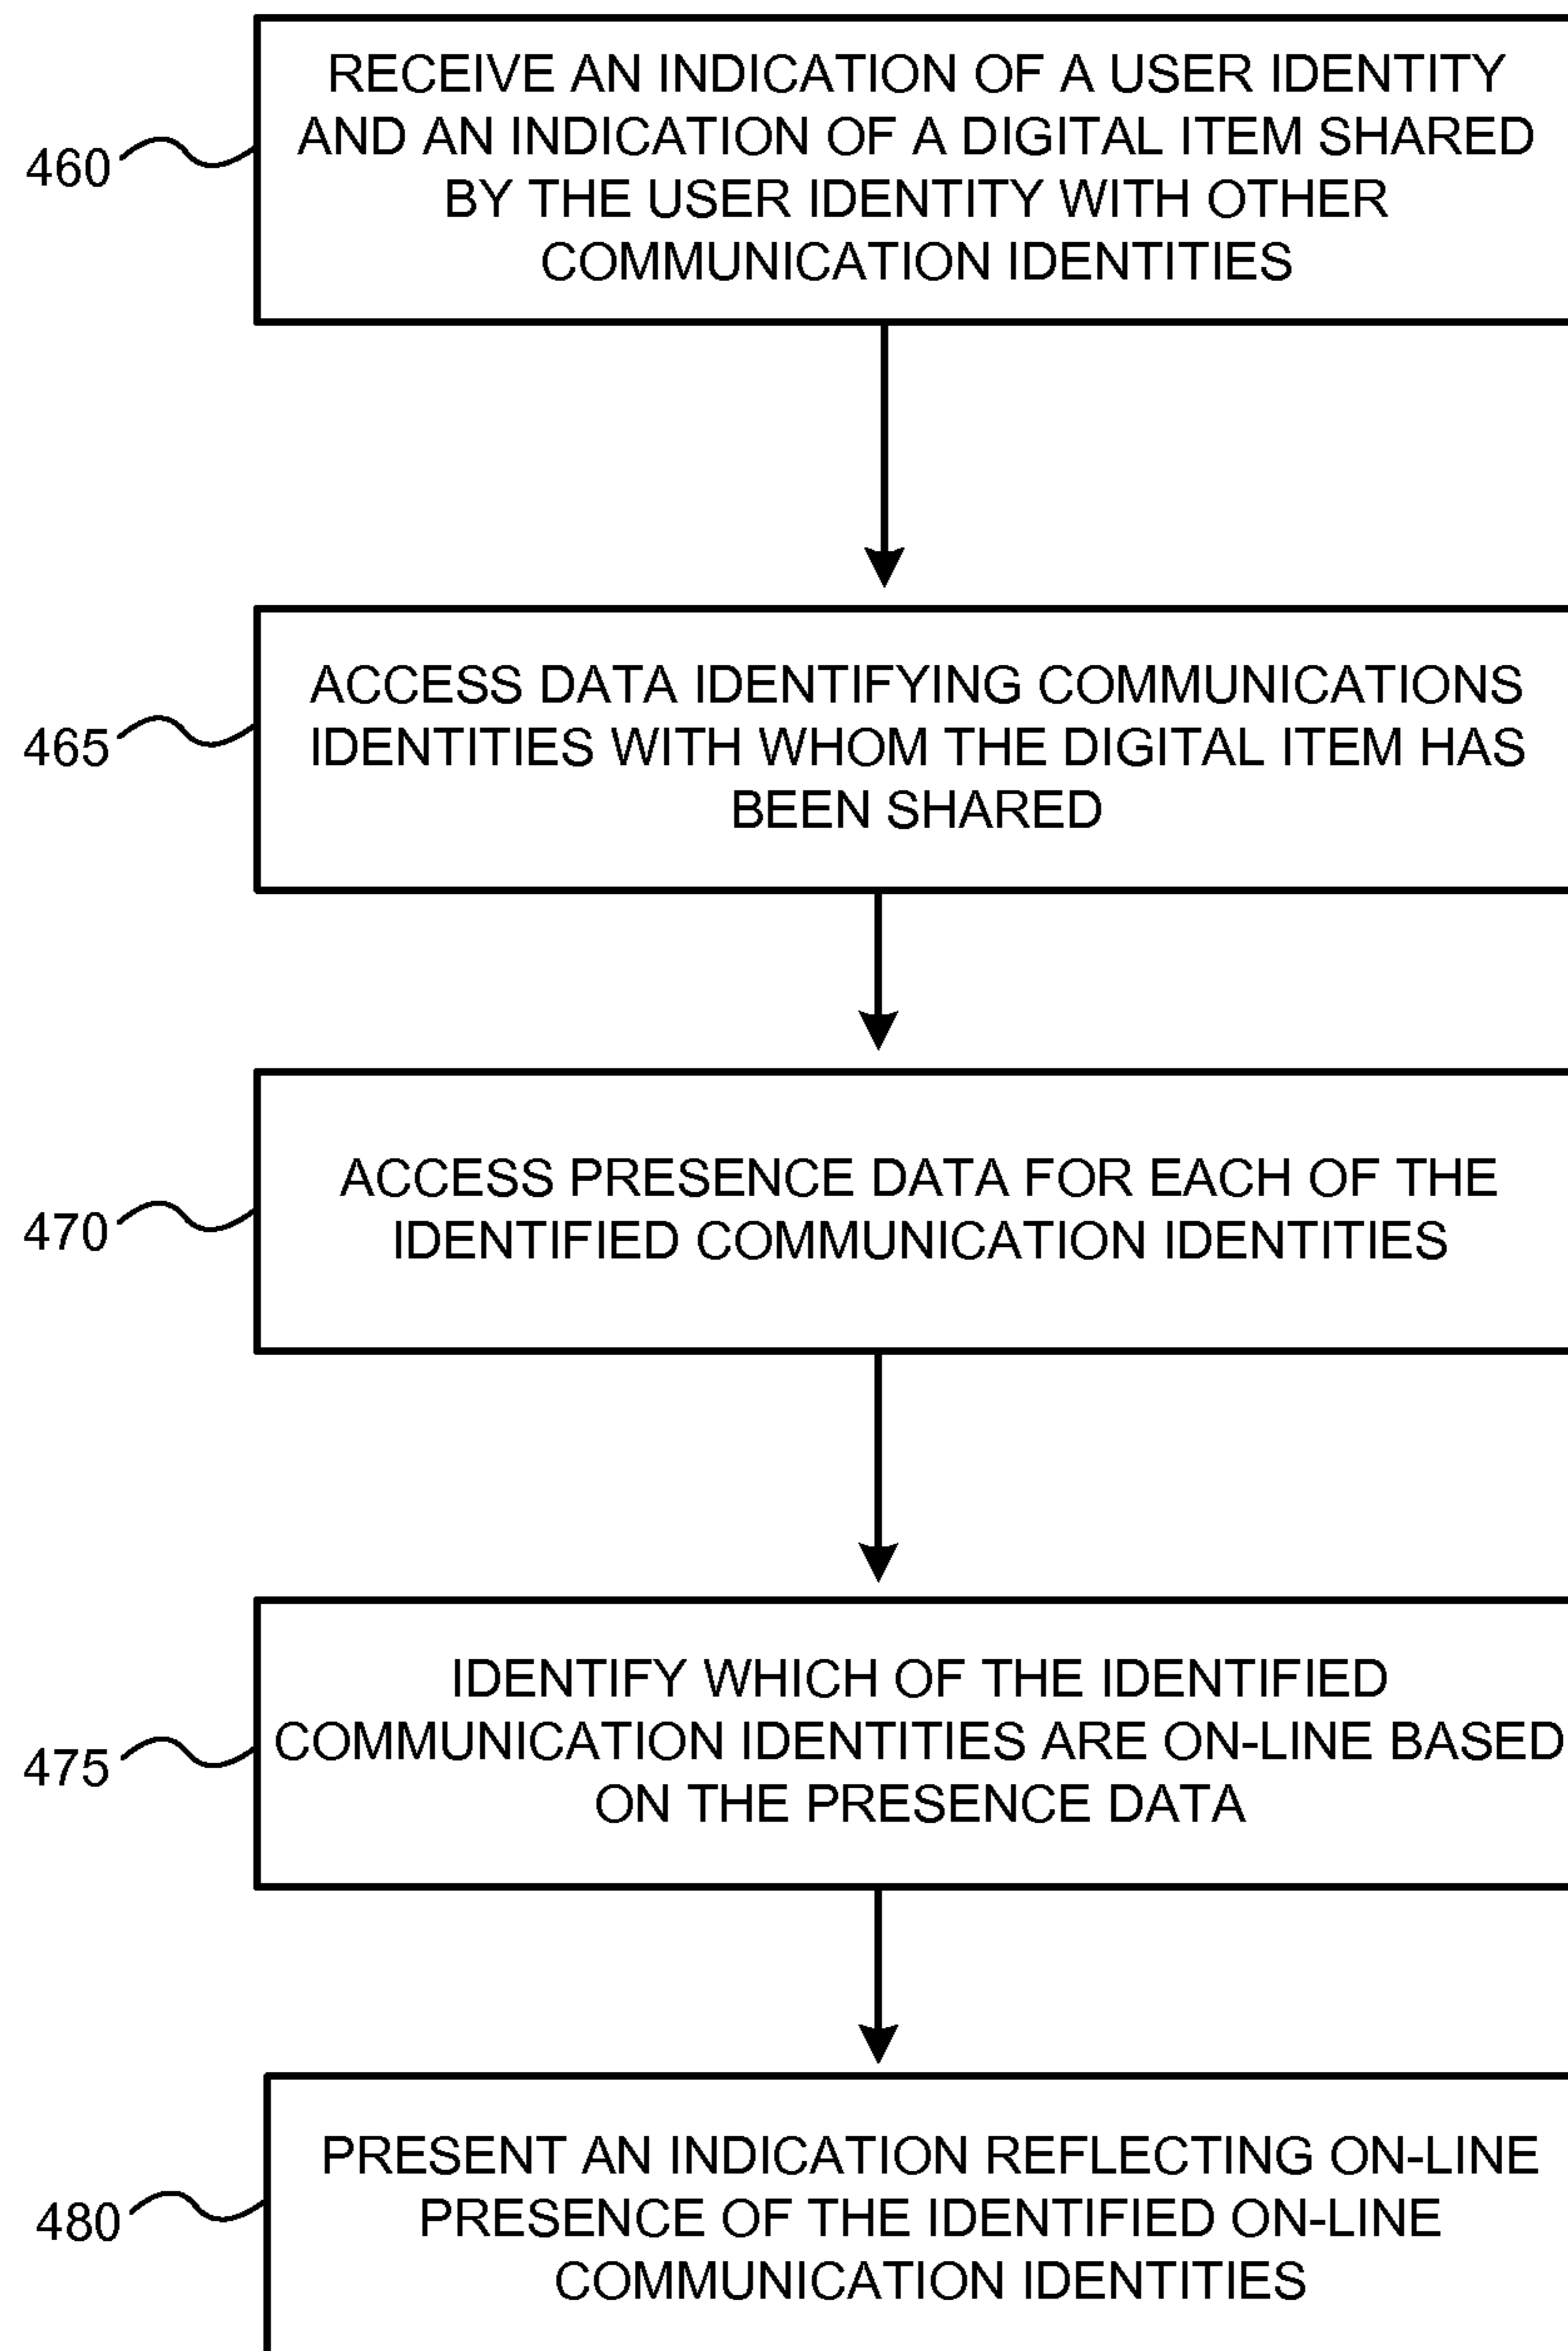 RECEIVE AN INDICATION OF A USER IDENTITY
AND AN INDICATION OF A DIGITAL ITEM SHARED
BY THE USER IDENTITY WITH OTHER
COMMUNICATION IDENTITIES
460
ACCESS DATA IDENTIFYING COMMUNICATIONS
IDENTITIES WITH WHOM THE DIGITAL ITEM HAS
BEEN SHARED
465
ACCESS PRESENCE DATA FOR EACH OF THE
IDENTIFIED COMMUNICATION IDENTITIES
470
IDENTIFY WHICH OF THE IDENTIFIED
COMMUNICATION IDENTITIES ARE ON-LINE BASED
ON THE PRESENCE DATA
475
PRESENT AN INDICATION REFLECTING ON-LINE
PRESENCE OF THE IDENTIFIED ON-LINE
COMMUNICATION IDENTITIES
480